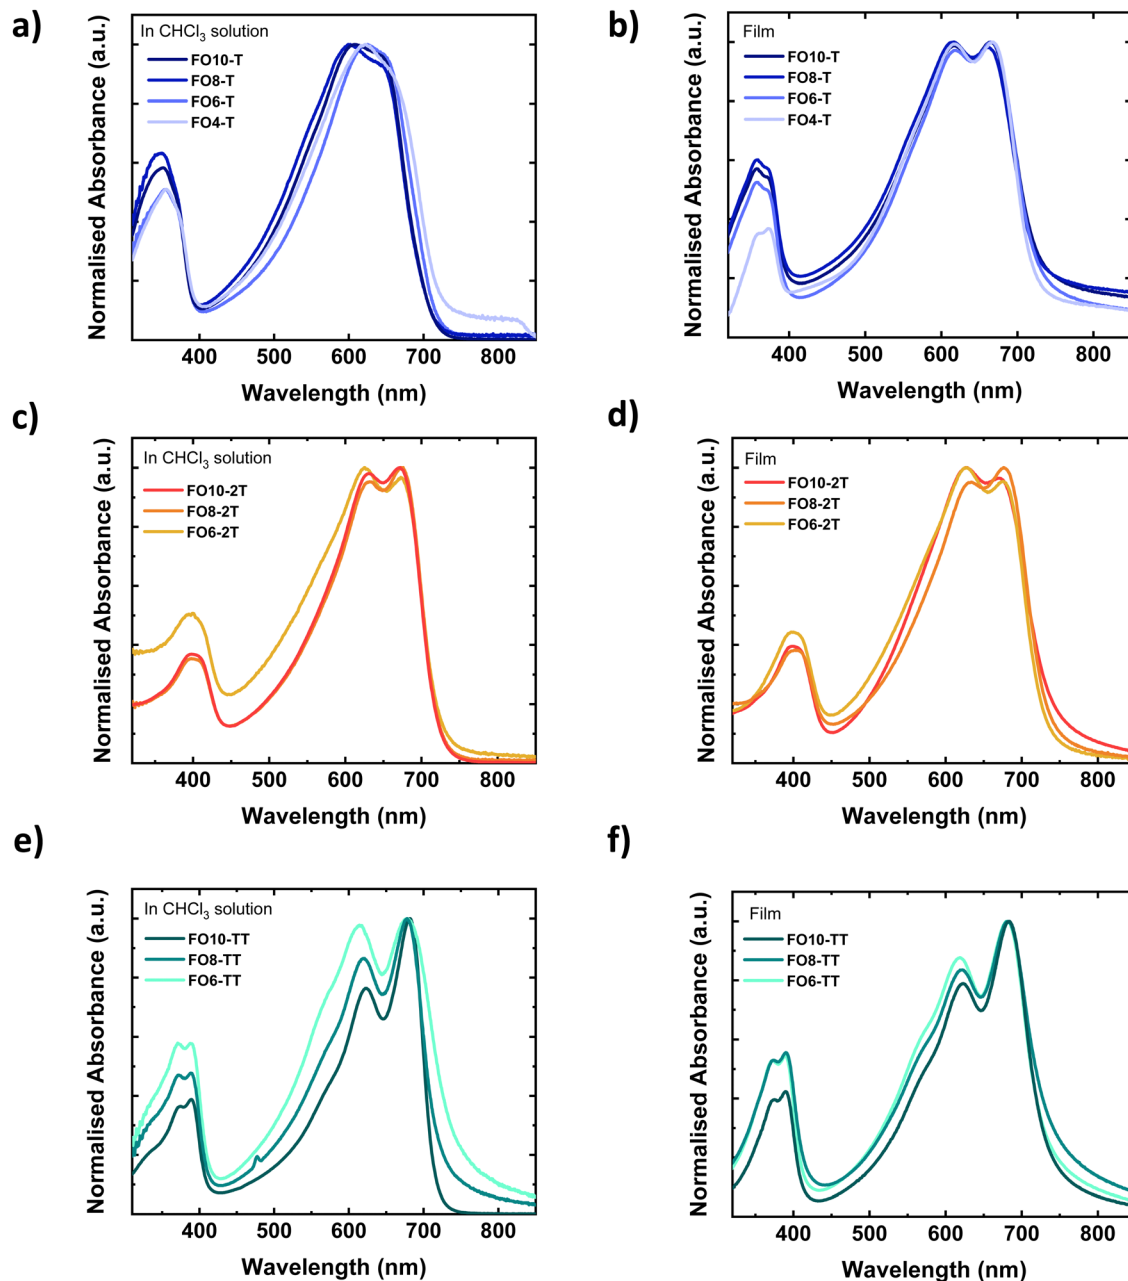 a)
In CHCl₃ solution
FO10-T
FO8-T
FO6-T
FO4-T
Normalised Absorbance (a.u.)
400 500 600 700 800
Wavelength (nm)
b)
Film
FO10-T
FO8-T
FO6-T
FO4-T
Normalised Absorbance (a.u.)
400 500 600 700 800
Wavelength (nm)
c)
In CHCl₃ solution
FO10-2T
FO8-2T
FO6-2T
Normalised Absorbance (a.u.)
400 500 600 700 800
Wavelength (nm)
d)
Film
FO10-2T
FO8-2T
FO6-2T
Normalised Absorbance (a.u.)
400 500 600 700 800
Wavelength (nm)
e)
In CHCl₃ solution
FO10-TT
FO8-TT
FO6-TT
Normalised Absorbance (a.u.)
400 500 600 700 800
Wavelength (nm)
f)
Film
FO10-TT
FO8-TT
FO6-TT
Normalised Absorbance (a.u.)
400 500 600 700 800
Wavelength (nm)